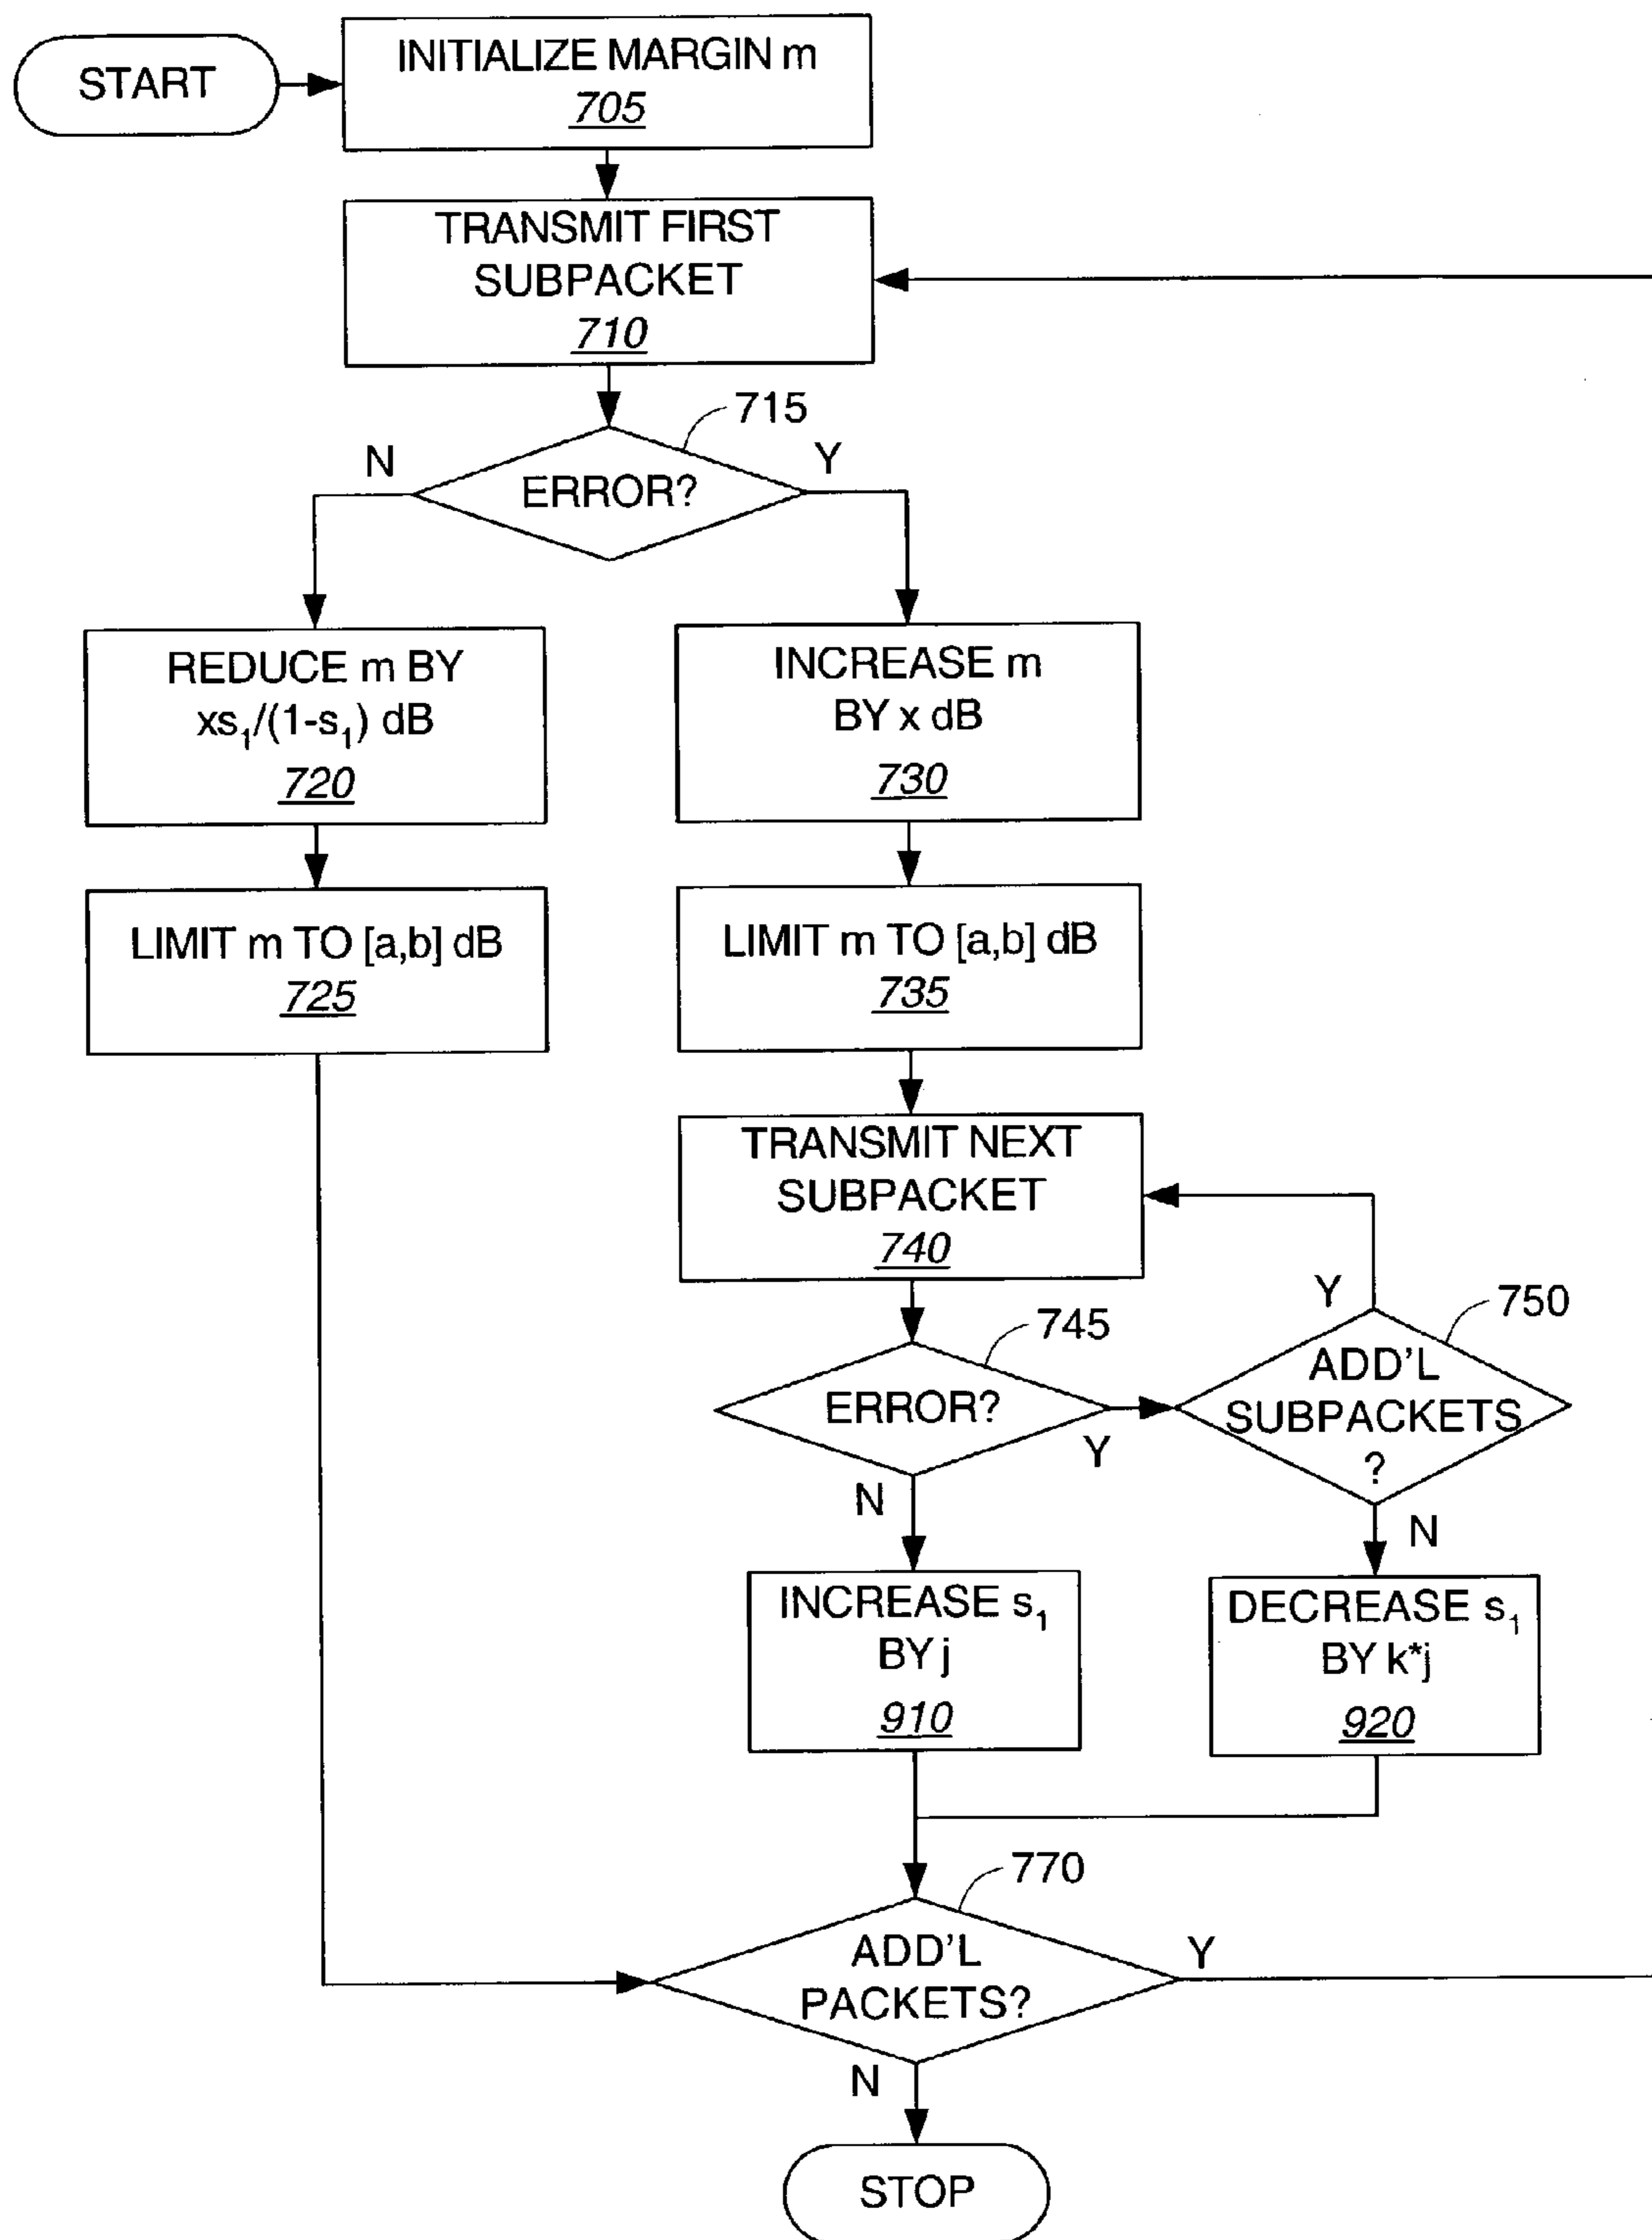 START
INITIALIZE MARGIN m
705
TRANSMIT FIRST
SUBPACKET
710
715
N
Y
ERROR?
REDUCE m BY
xs₁/(1-s₁) dB
720
INCREASE m
BY x dB
730
LIMIT m TO [a,b] dB
725
LIMIT m TO [a,b] dB
735
TRANSMIT NEXT
SUBPACKET
740
745
ERROR?
Y
N
750
Y
ADD'L
SUBPACKETS
?
N
INCREASE s₁
BY j
910
DECREASE s₁
BY k*j
920
770
ADD'L
PACKETS?
Y
N
STOP